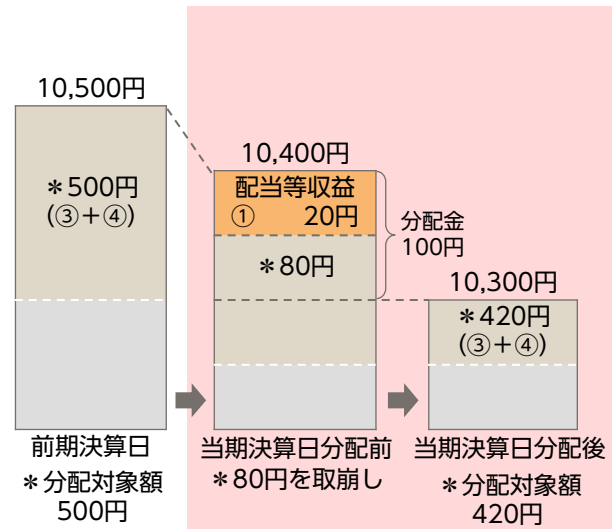 10,500円
＊500円
(③+④)
前期決算日
＊分配対象額
500円
10,400円
配当等収益
① 20円
＊80円
分配金
100円
当期決算日分配前
＊80円を取崩し
10,300円
＊420円
(③+④)
当期決算日分配後
＊分配対象額
420円